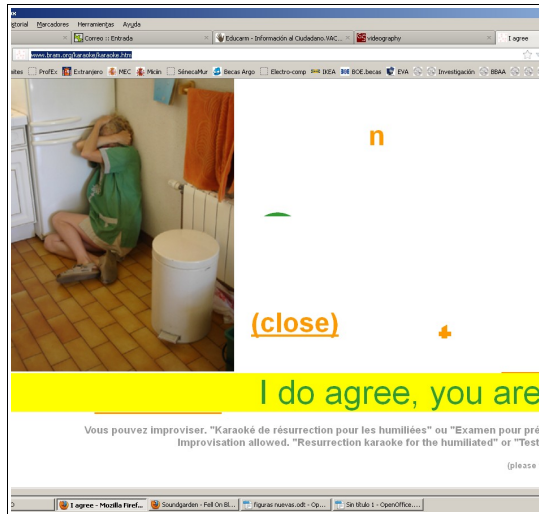 Marcadores Herramientas Ayuda
Correo :: Entrada
Educarm - Información al Ciudadano.VAC...
videography
I agree
www.bram.org/karaoke/karaoke.htm
ProfEx Extranjero MEC Micin SénecaMur Becas Argo Electro-comp IKEA BOE.becas EVA Investigación BBAA
n
(close)
I do agree, you are
Vous pouvez improviser. "Karaoké de résurrection pour les humiliées" ou "Examen pour pré
Improvisation allowed. "Resurrection karaoke for the humiliated" or "Test
(please
I agree - Mozilla Firef...
Soundgarden - Fell On Bl...
figuras nuevas.odt - Op...
Sin título 1 - OpenOffice....